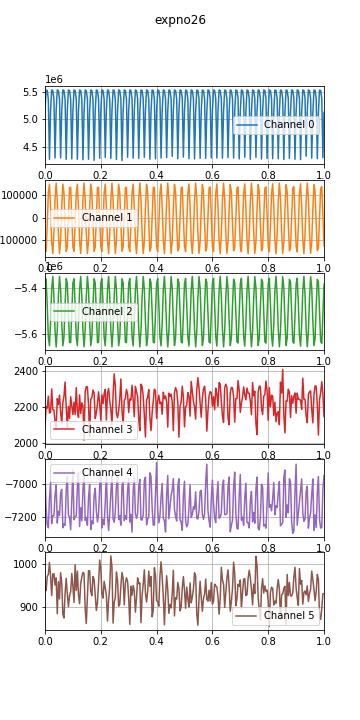 expno26
1e6
5.5
5.0
4.5
Channel 0
0.0 0.2 0.4 0.6 0.8 1.0
100000
0
100000
Channel 1
0.0 0.2 0.4 0.6 0.8 1.0
1e6
−5.4
−5.6
Channel 2
0.0 0.2 0.4 0.6 0.8 1.0
2400
2200
2000
Channel 3
0.0 0.2 0.4 0.6 0.8 1.0
−7000
−7200
Channel 4
0.0 0.2 0.4 0.6 0.8 1.0
1000
900
Channel 5
0.0 0.2 0.4 0.6 0.8 1.0